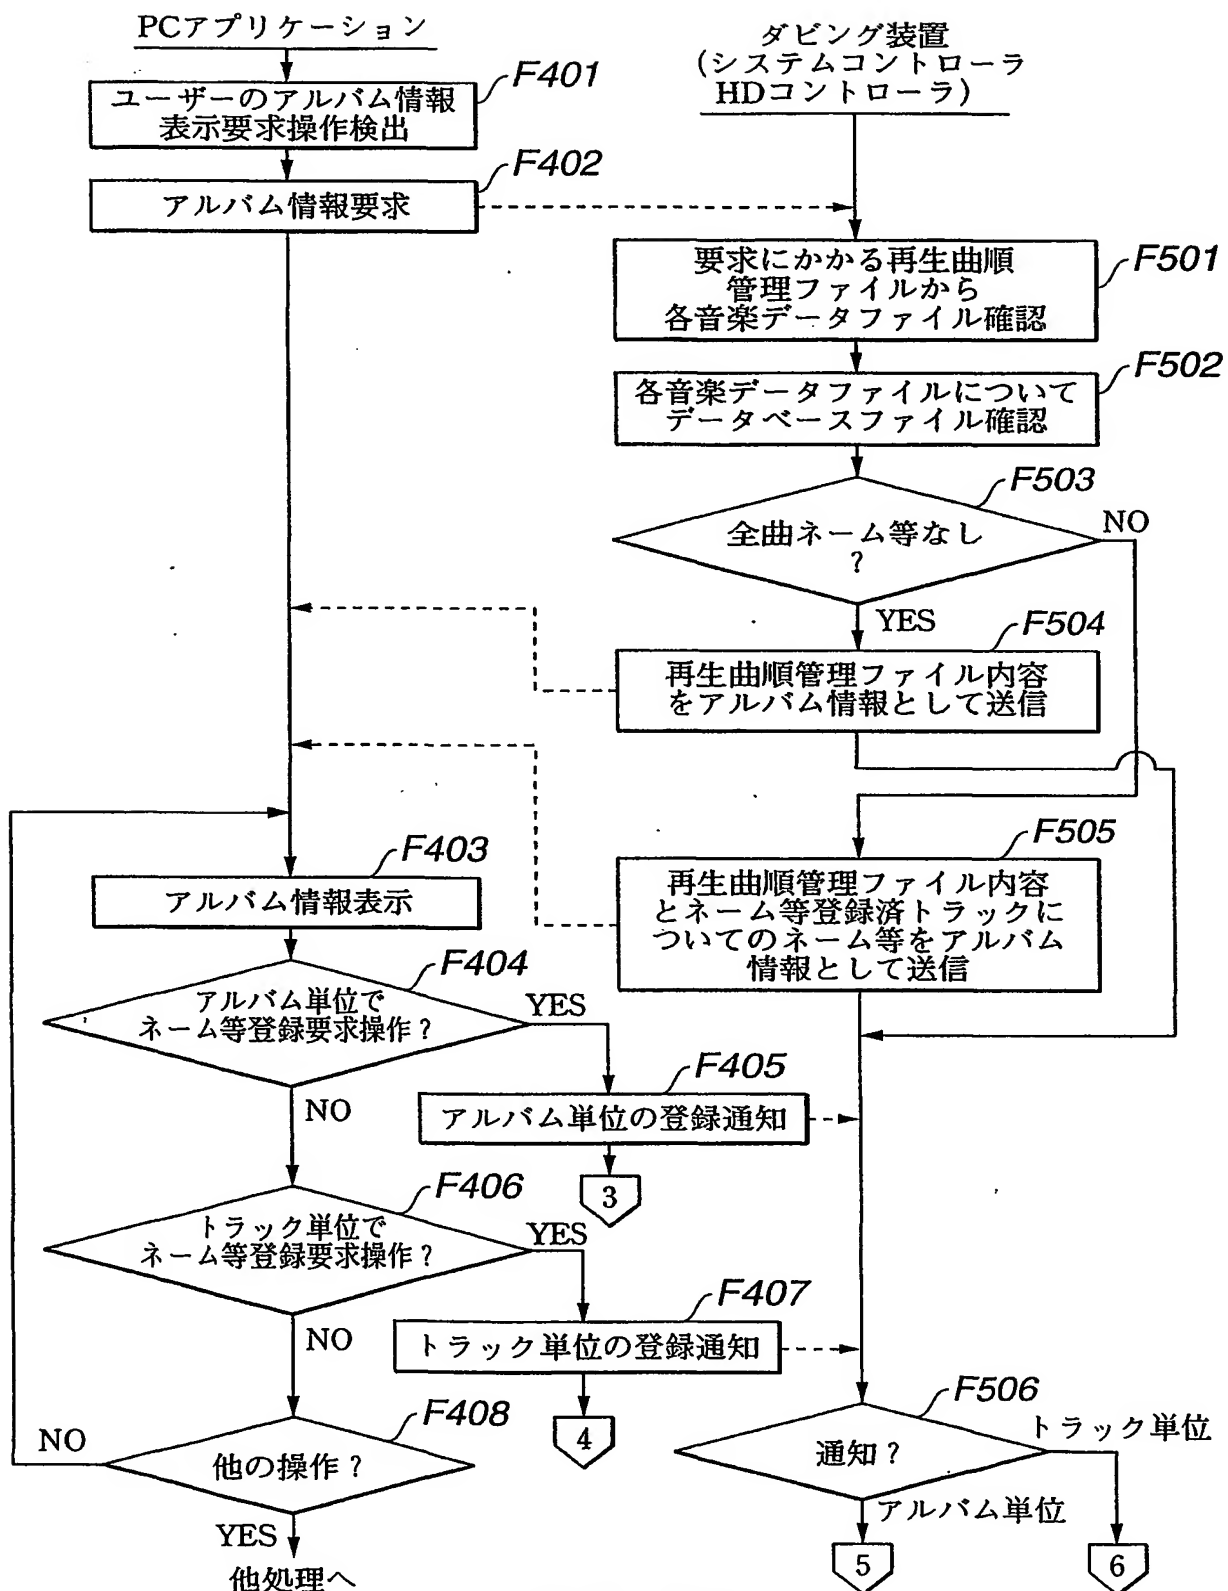 PCアプリケーション
ユーザーのアルバム情報
表示要求操作検出
F401
アルバム情報要求
F402
ダビング装置
(システムコントローラ
HDコントローラ)
要求にかかる再生曲順
管理ファイルから
各音楽データファイル確認
F501
各音楽データファイルについて
データベースファイル確認
F502
全曲ネーム等なし
?
F503
NO
YES
再生曲順管理ファイル内容
をアルバム情報として送信
F504
再生曲順管理ファイル内容
とネーム等登録済トラックに
ついてのネーム等をアルバム
情報として送信
F505
アルバム情報表示
F403
アルバム単位で
ネーム等登録要求操作?
F404
YES
NO
アルバム単位の登録通知
F405
3
トラック単位で
ネーム等登録要求操作?
F406
YES
NO
トラック単位の登録通知
F407
4
他の操作?
F408
NO
YES
他処理へ
通知?
F506
トラック単位
アルバム単位
5
6